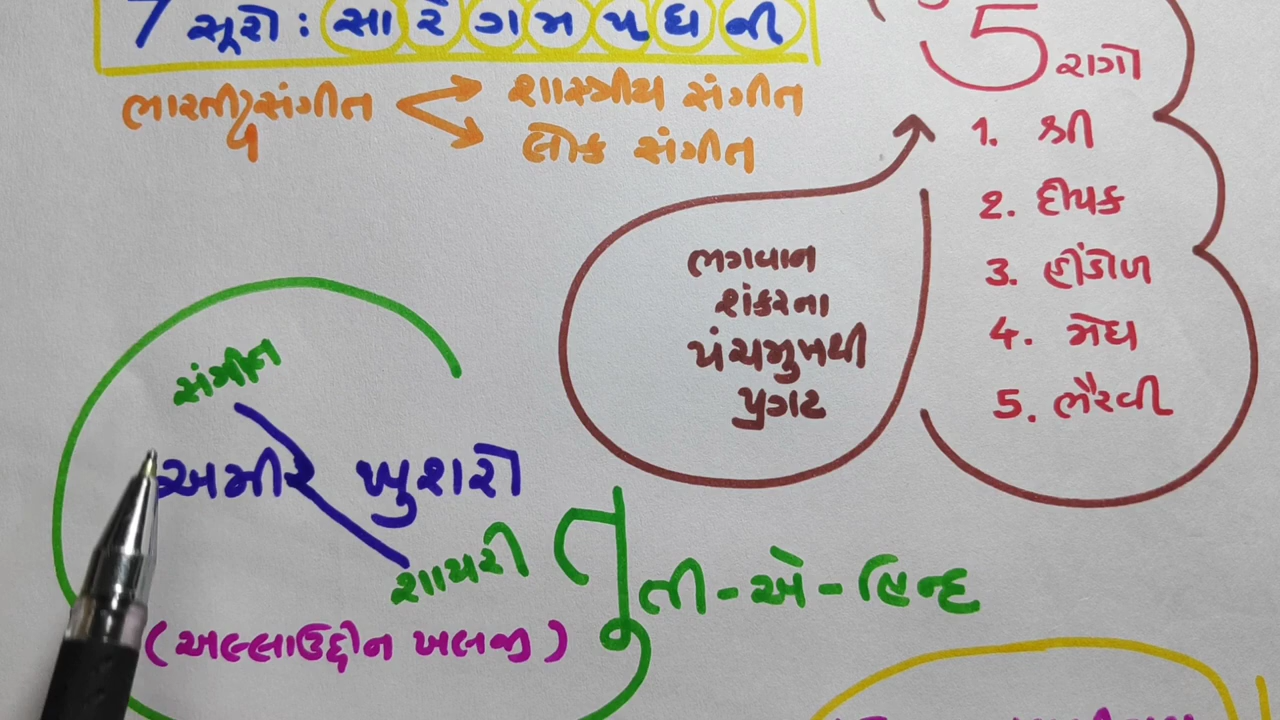 7 સૂરો : સા રે ગ મ પ ધ ની
ભારતીય સંગીત
શાસ્ત્રીય સંગીત
લોક સંગીત
5 રાગો
1. શ્રી
2. દીપક
3. હીંડોળ
4. મેઘ
5. ભૈરવી
ભગવાન
શંકરના
પંચમુખથી
પ્રગટ
સંગીત
અમીર ખુશરો
શાયરી
તૂતી-એ-હિન્દ
(અલ્લાઉદ્દીન ખલજી)